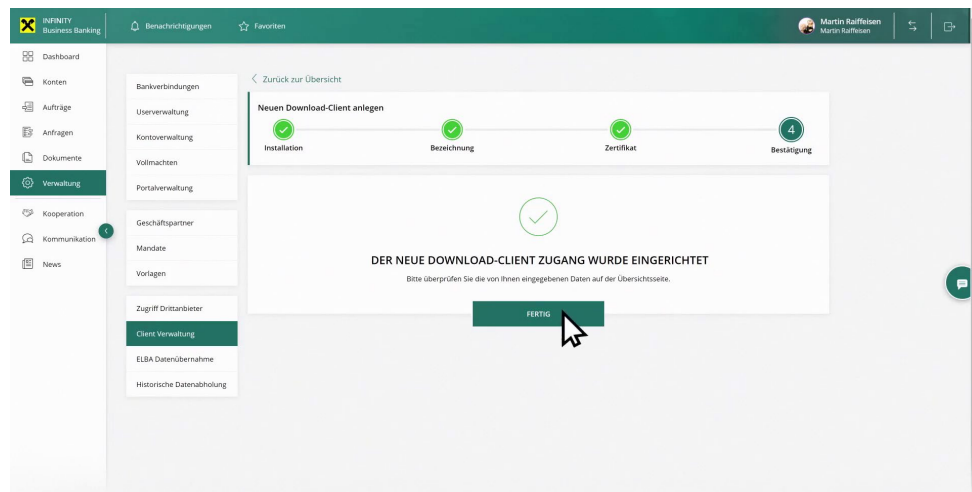 INFINITY
Business Banking
Benachrichtigungen
Favoriten
Martin Raiffeisen
Martin Raiffeisen
Dashboard
Konten
Aufträge
Anfragen
Dokumente
Verwaltung
Kooperation
Kommunikation
News
Bankverbindungen
Userverwaltung
Kontoverwaltung
Vollmachten
Portalverwaltung
Geschäftspartner
Mandate
Vorlagen
Zugriff Drittanbieter
Client Verwaltung
ELBA Datenübernahme
Historische Datenabholung
Zurück zur Übersicht
Neuen Download-Client anlegen
4
Installation
Bezeichnung
Zertifikat
Bestätigung
DER NEUE DOWNLOAD-CLIENT ZUGANG WURDE EINGERICHTET
Bitte überprüfen Sie die von Ihnen eingegebenen Daten auf der Übersichtsseite.
FERTIG